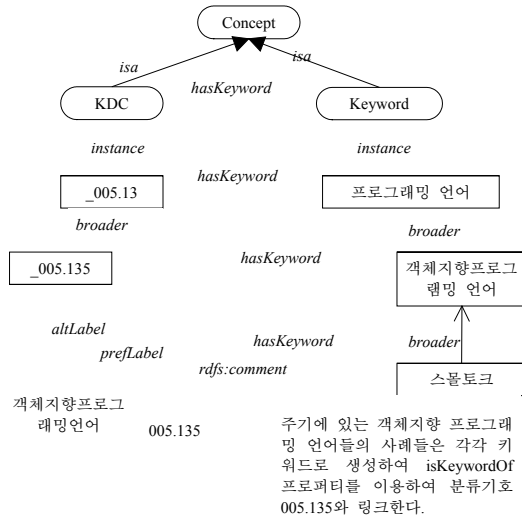 Concept
isa
isa
hasKeyword
KDC
Keyword
instance
instance
_005.13
hasKeyword
프로그래밍 언어
broader
broader
_005.135
hasKeyword
객체지향프로그
램밍 언어
altLabel
prefLabel
hasKeyword
broader
rdfs:comment
스몰토크
객체지향프로그
래밍언어
005.135
주기에 있는 객체지향 프로그래
밍 언어들의 사례들은 각각 키
워드로 생성하여 isKeywordOf
프로퍼티를 이용하여 분류기호
005.135와 링크한다.